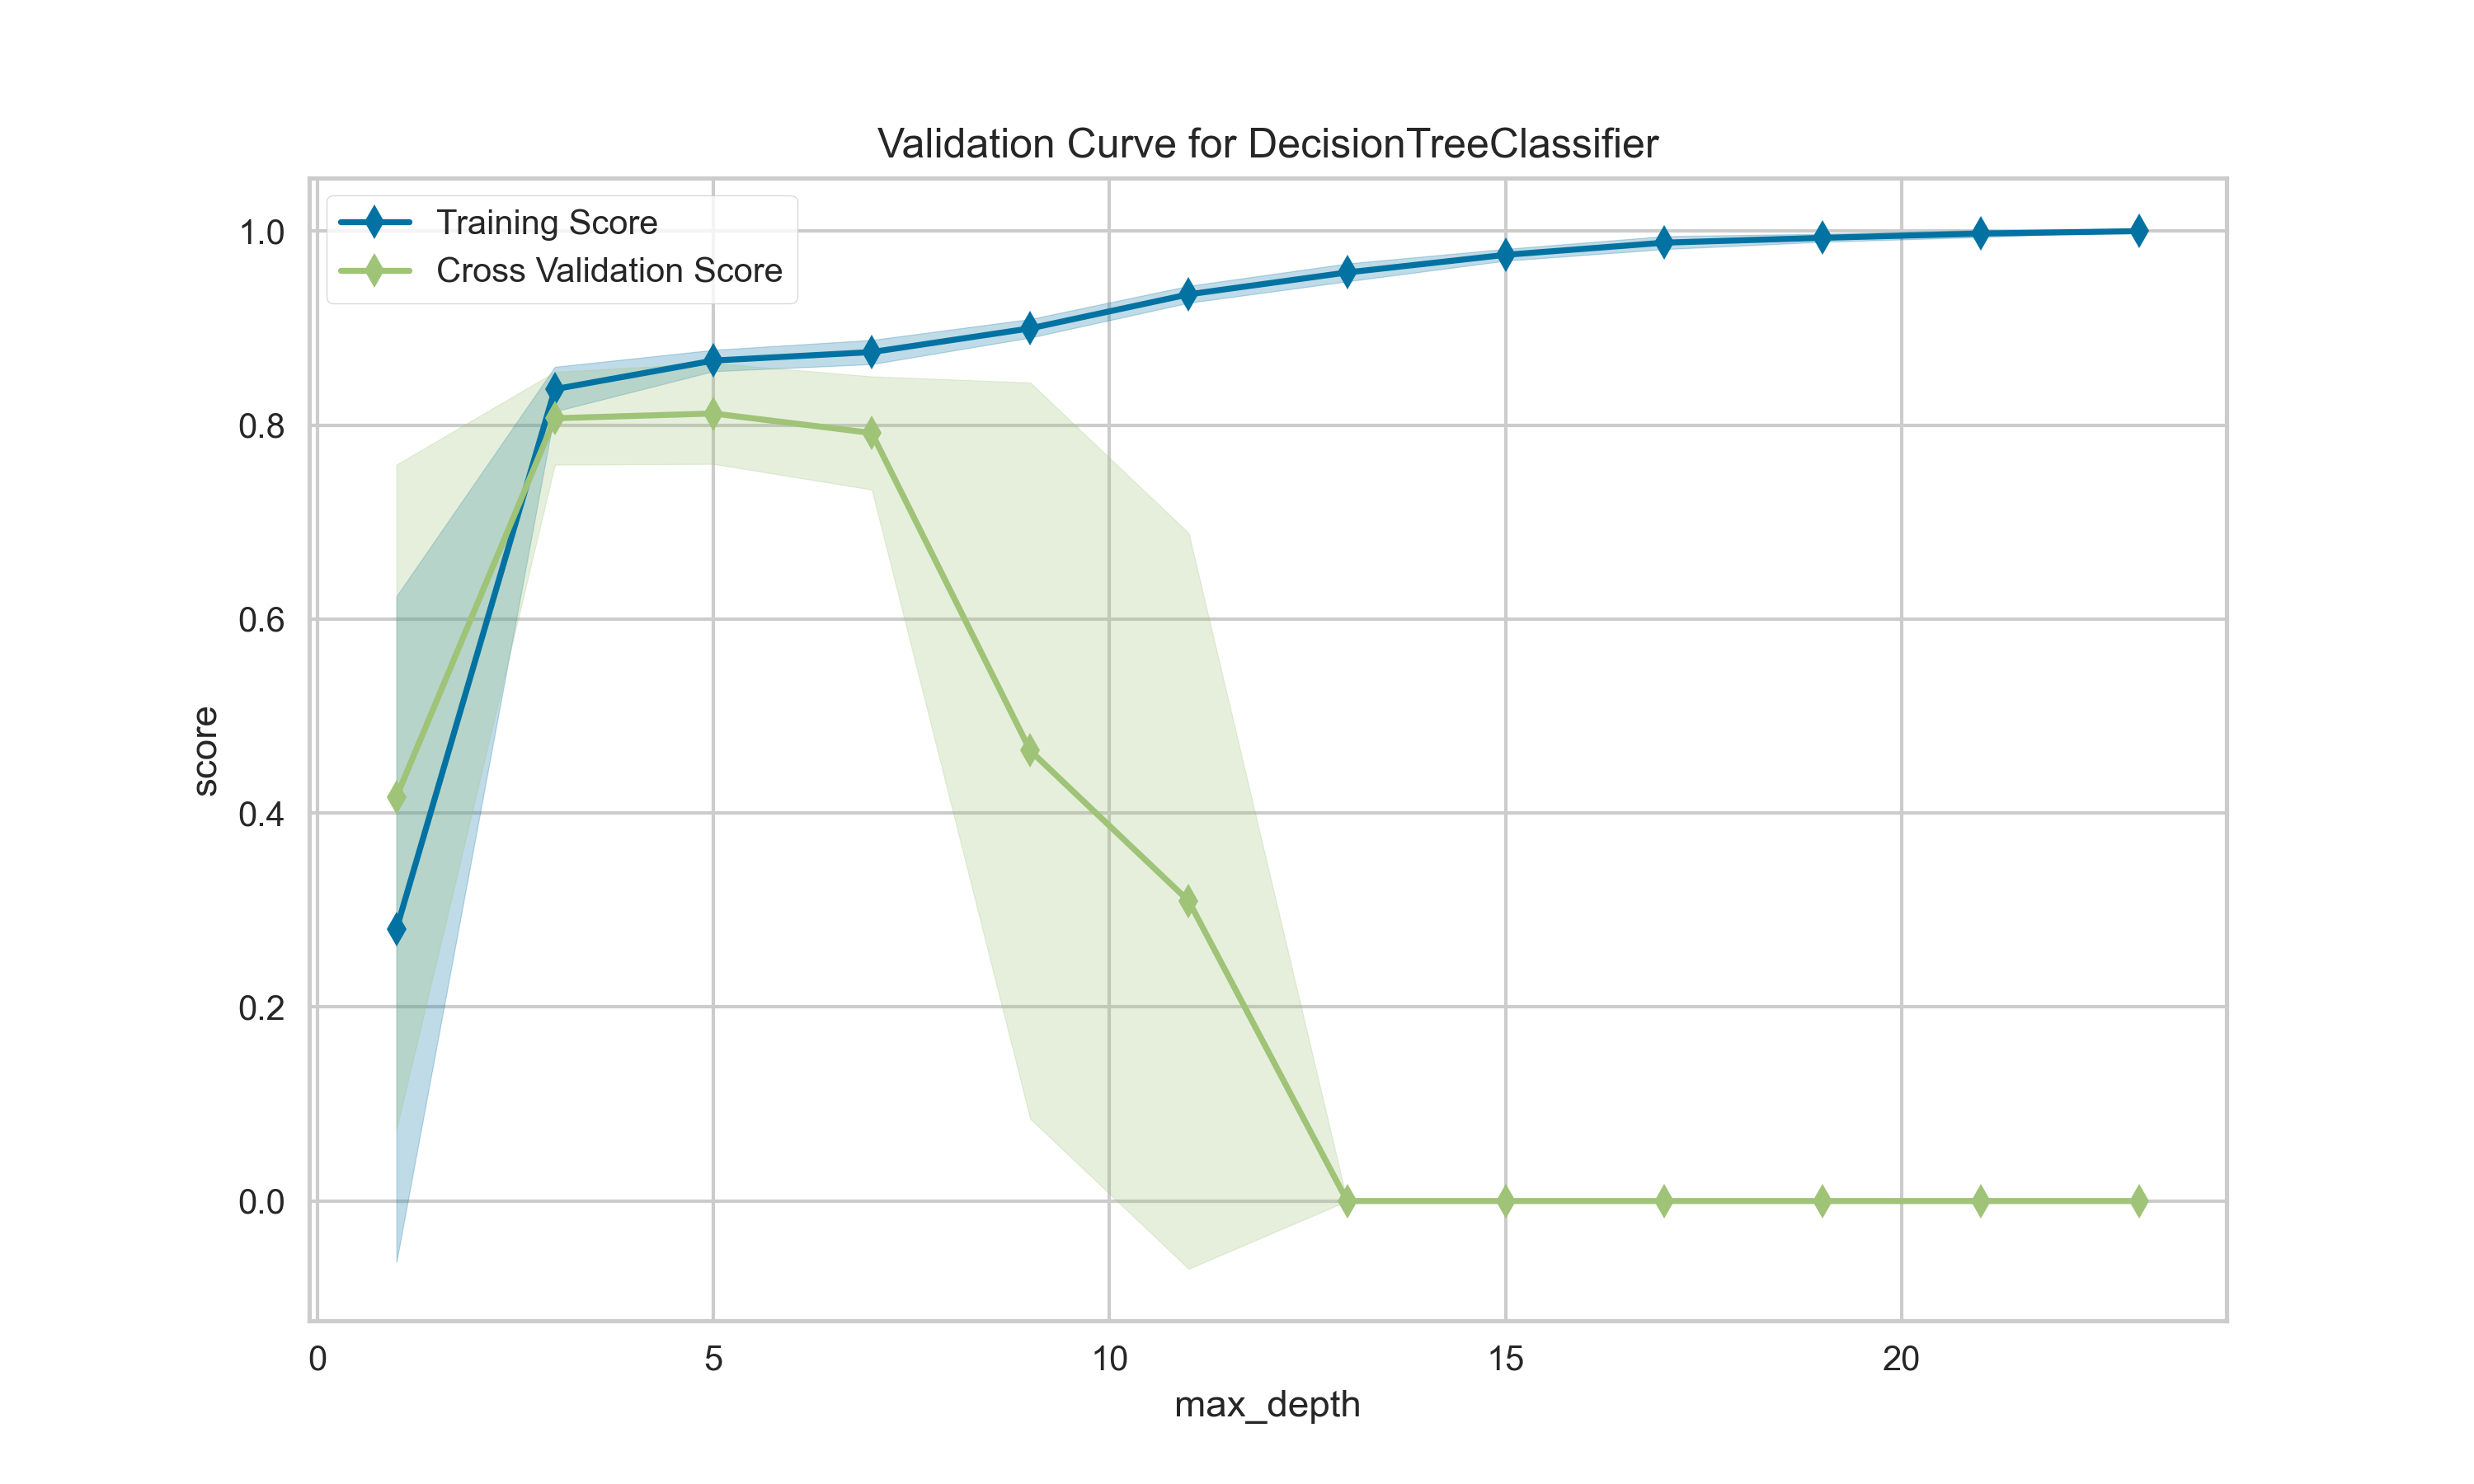 Validation Curve for DecisionTreeClassifier
Training Score
Cross Validation Score
1.0
0.8
0.6
0.4
0.2
0.0
score
0 5 10 15 20
max_depth